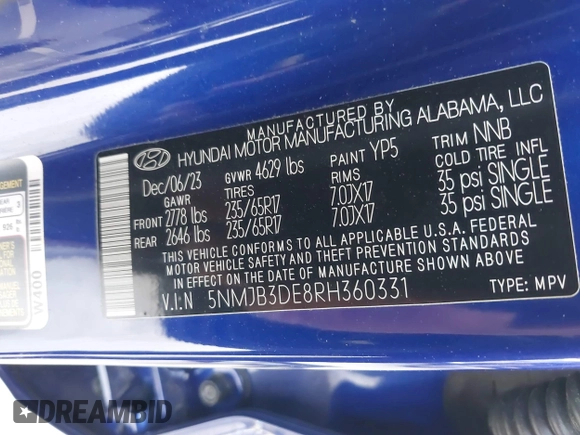 MANUFACTURED BY
HYUNDAI MOTOR MANUFACTURING ALABAMA, LLC
Dec/06/23 GVWR 4629 lbs PAINT YP5 TRIM NNB
GAWR TIRES RIMS COLD TIRE INFL
FRONT 2778 lbs 235/65R17 7.0JX17 35 psi SINGLE
REAR 2646 lbs 235/65R17 7.0JX17 35 psi SINGLE
THIS VEHICLE CONFORMS TO ALL APPLICABLE U.S.A. FEDERAL
MOTOR VEHICLE SAFETY AND THEFT PREVENTION STANDARDS
IN EFFECT ON THE DATE OF MANUFACTURE SHOWN ABOVE.
V.I.N 5NMJB3DE8RH360331 TYPE: MPV
W400
DREAMBID